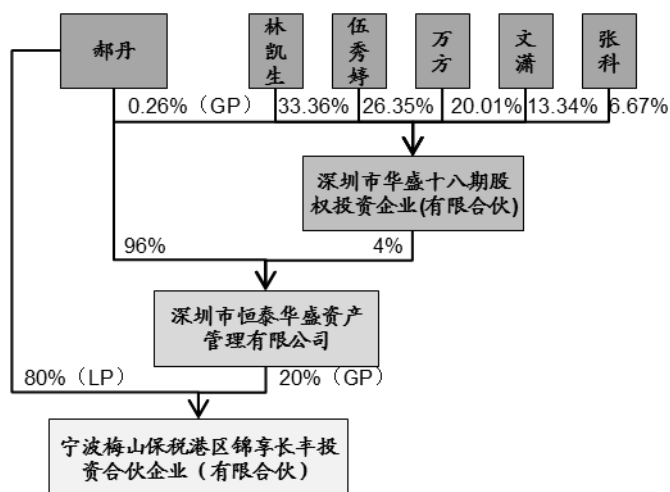 郝丹
林凯生
伍秀婷
万方
文潇
张科
0.26%（GP）
33.36%
26.35%
20.01%
13.34%
6.67%
深圳市华盛十八期股
权投资企业(有限合伙)
96%
4%
深圳市恒泰华盛资产
管理有限公司
80%（LP）
20%（GP）
宁波梅山保税港区锦享长丰投
资合伙企业（有限合伙）